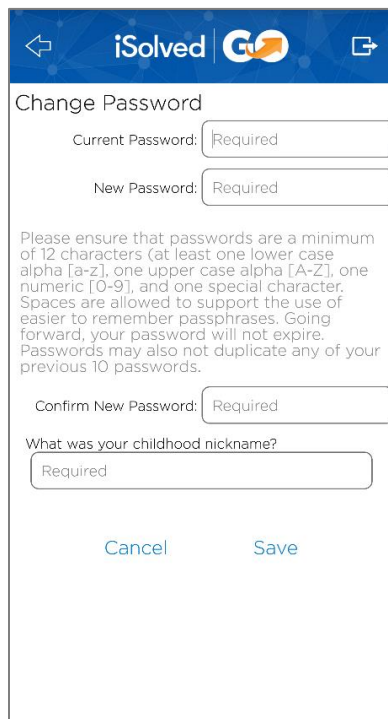 iSolved GO
Change Password
Current Password: Required
New Password: Required
Please ensure that passwords are a minimum
of 12 characters (at least one lower case
alpha [a-z], one upper case alpha [A-Z], one
numeric [0-9], and one special character.
Spaces are allowed to support the use of
easier to remember passphrases. Going
forward, your password will not expire.
Passwords may also not duplicate any of your
previous 10 passwords.
Confirm New Password: Required
What was your childhood nickname?
Required
Cancel Save